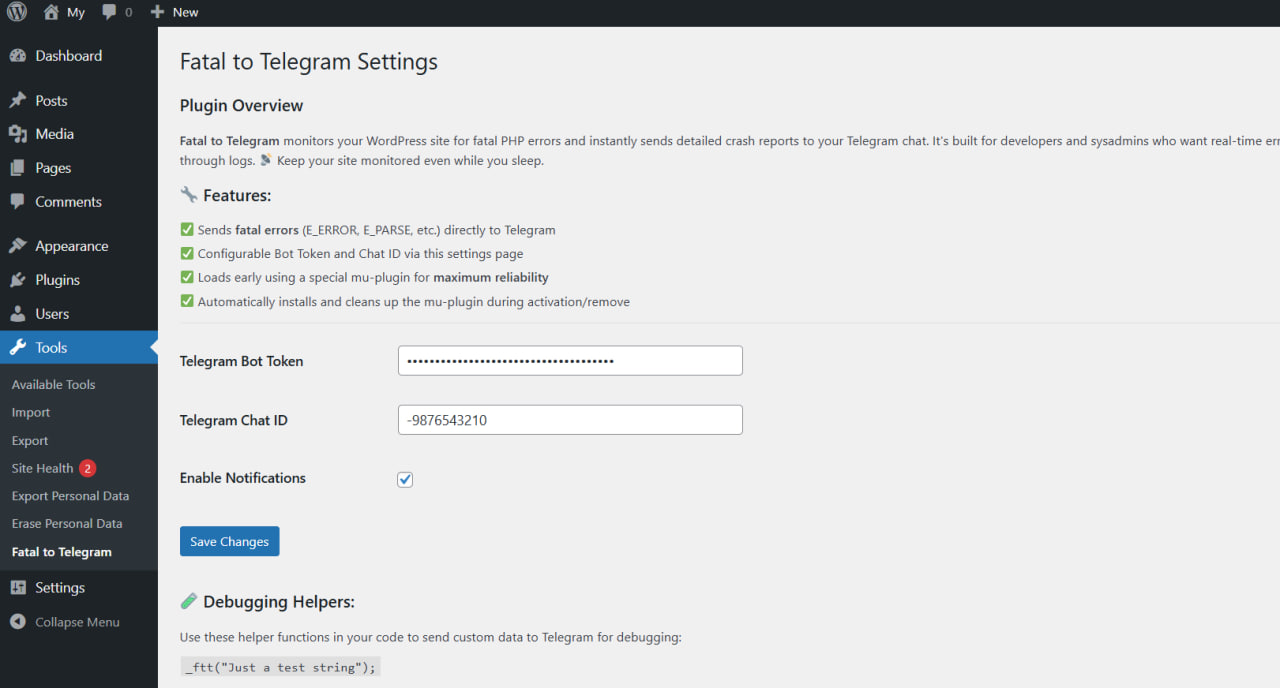 My 0 New
Dashboard
Posts
Media
Pages
Comments
Appearance
Plugins
Users
Tools
Available Tools
Import
Export
Site Health 2
Export Personal Data
Erase Personal Data
Fatal to Telegram
Settings
Collapse Menu
Fatal to Telegram Settings
Plugin Overview
Fatal to Telegram monitors your WordPress site for fatal PHP errors and instantly sends detailed crash reports to your Telegram chat. It's built for developers and sysadmins who want real-time
through logs. Keep your site monitored even while you sleep.
Features:
Sends fatal errors (E_ERROR, E_PARSE, etc.) directly to Telegram
Configurable Bot Token and Chat ID via this settings page
Loads early using a special mu-plugin for maximum reliability
Automatically installs and cleans up the mu-plugin during activation/remove
Telegram Bot Token
Telegram Chat ID -9876543210
Enable Notifications
Save Changes
Debugging Helpers:
Use these helper functions in your code to send custom data to Telegram for debugging:
_ftt("Just a test string");